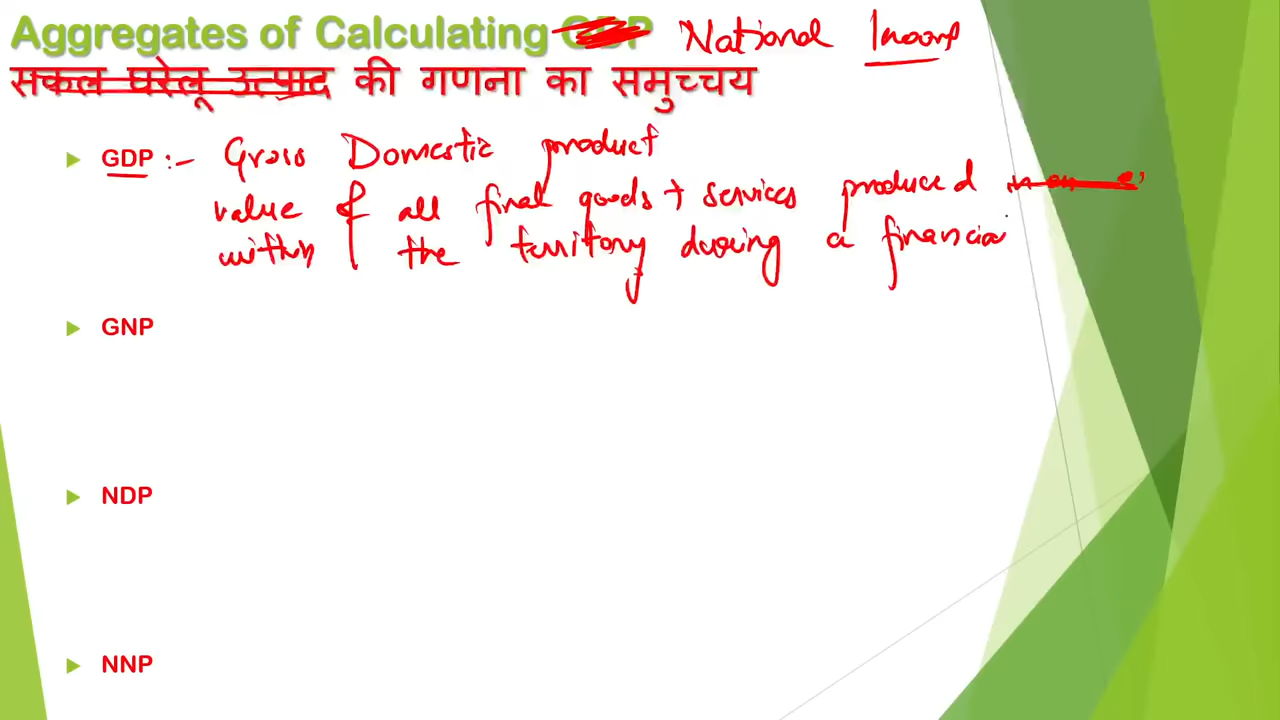 Aggregates of Calculating GDP National Income
सकल घरेलू उत्पाद की गणना का समुच्चय
GDP :- Gross Domestic product
value of all final goods + services produced
within the territory during a financial
GNP
NDP
NNP